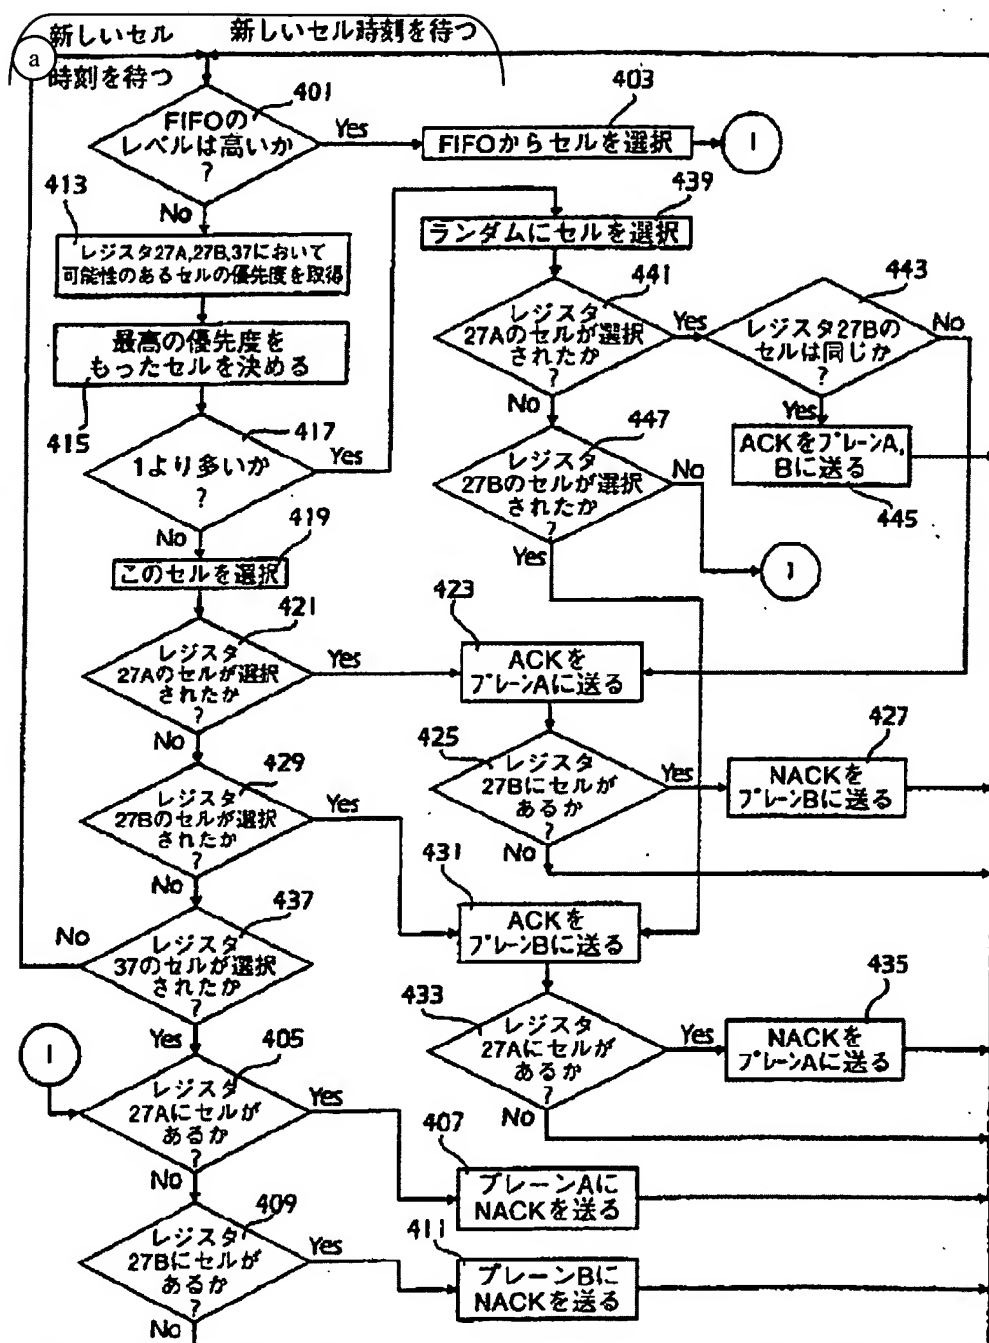 新しいセル
時刻を待つ
a
新しいセル時刻を待つ
401
FIFOの
レベルは高いか
?
Yes
No
403
FIFOからセルを選択
1
413
レジスタ27A,27B,37において
可能性のあるセルの優先度を取得
最高の優先度を
もったセルを決める
415
417
1より多いか
?
Yes
No
419
このセルを選択
421
レジスタ
27Aのセルが選択
されたか
?
Yes
No
429
レジスタ
27Bのセルが選択
されたか
?
Yes
No
437
レジスタ
37のセルが選択
されたか
?
No
Yes
1
405
レジスタ
27Aにセルが
あるか
?
Yes
No
409
レジスタ
27Bにセルが
あるか
?
Yes
No
439
ランダムにセルを選択
441
レジスタ
27Aのセルが選択
されたか
?
Yes
No
443
レジスタ27Bの
セルは同じか
?
No
Yes
ACKをプレーンA,
Bに送る
445
447
レジスタ
27Bのセルが選択
されたか
?
No
Yes
1
423
ACKを
プレーンAに送る
425
レジスタ
27Bにセルが
あるか
?
Yes
No
427
NACKを
プレーンBに送る
431
ACKを
プレーンBに送る
433
レジスタ
27Aにセルが
あるか
?
Yes
No
435
NACKを
プレーンAに送る
407
プレーンAに
NACKを送る
411
プレーンBに
NACKを送る